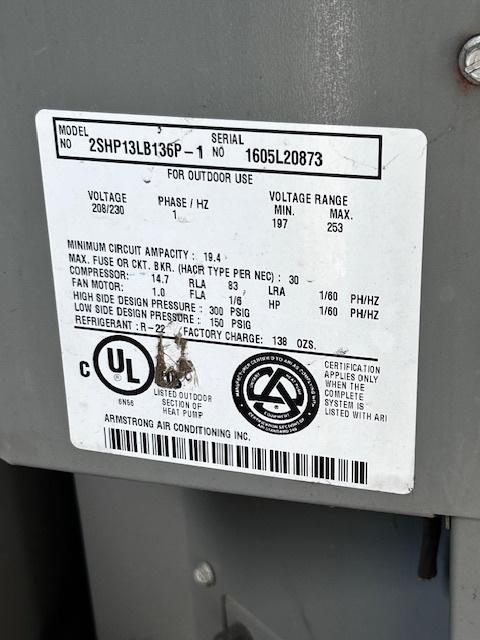 MODEL NO 2SHP13LB136P-1 SERIAL NO 1605L20873
FOR OUTDOOR USE
VOLTAGE PHASE / HZ VOLTAGE RANGE
208/230 1 MIN. MAX.
197 253
MINIMUM CIRCUIT AMPACITY : 19.4
MAX. FUSE OR CKT. BKR. (HACR TYPE PER NEC) : 30
COMPRESSOR: 14.7 RLA 83 LRA 1/60 PH/HZ
FAN MOTOR: 1.0 FLA 1/6 HP 1/60 PH/HZ
HIGH SIDE DESIGN PRESSURE : 300 PSIG
LOW SIDE DESIGN PRESSURE : 150 PSIG
REFRIGERANT : R-22 FACTORY CHARGE: 138 OZS.
C UL US
LISTED OUTDOOR
SECTION OF
HEAT PUMP
6N56
CERTIFICATION
APPLIES ONLY
WHEN THE
COMPLETE
SYSTEM IS
LISTED WITH ARI
ARMSTRONG AIR CONDITIONING INC.